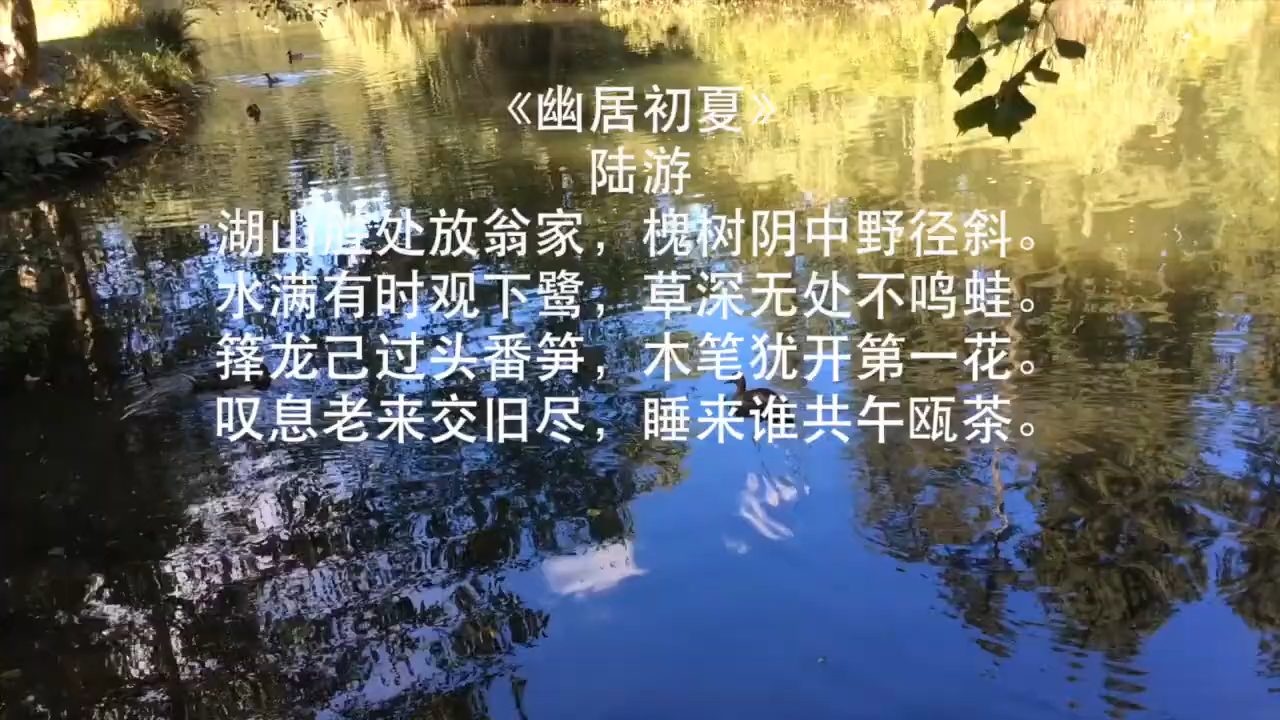 《幽居初夏》
陆游
湖山胜处放翁家，槐树阴中野径斜。
水满有时观下鹭，草深无处不鸣蛙。
箨龙己过头番笋，木笔犹开第一花。
叹息老来交旧尽，睡来谁共午瓯茶。